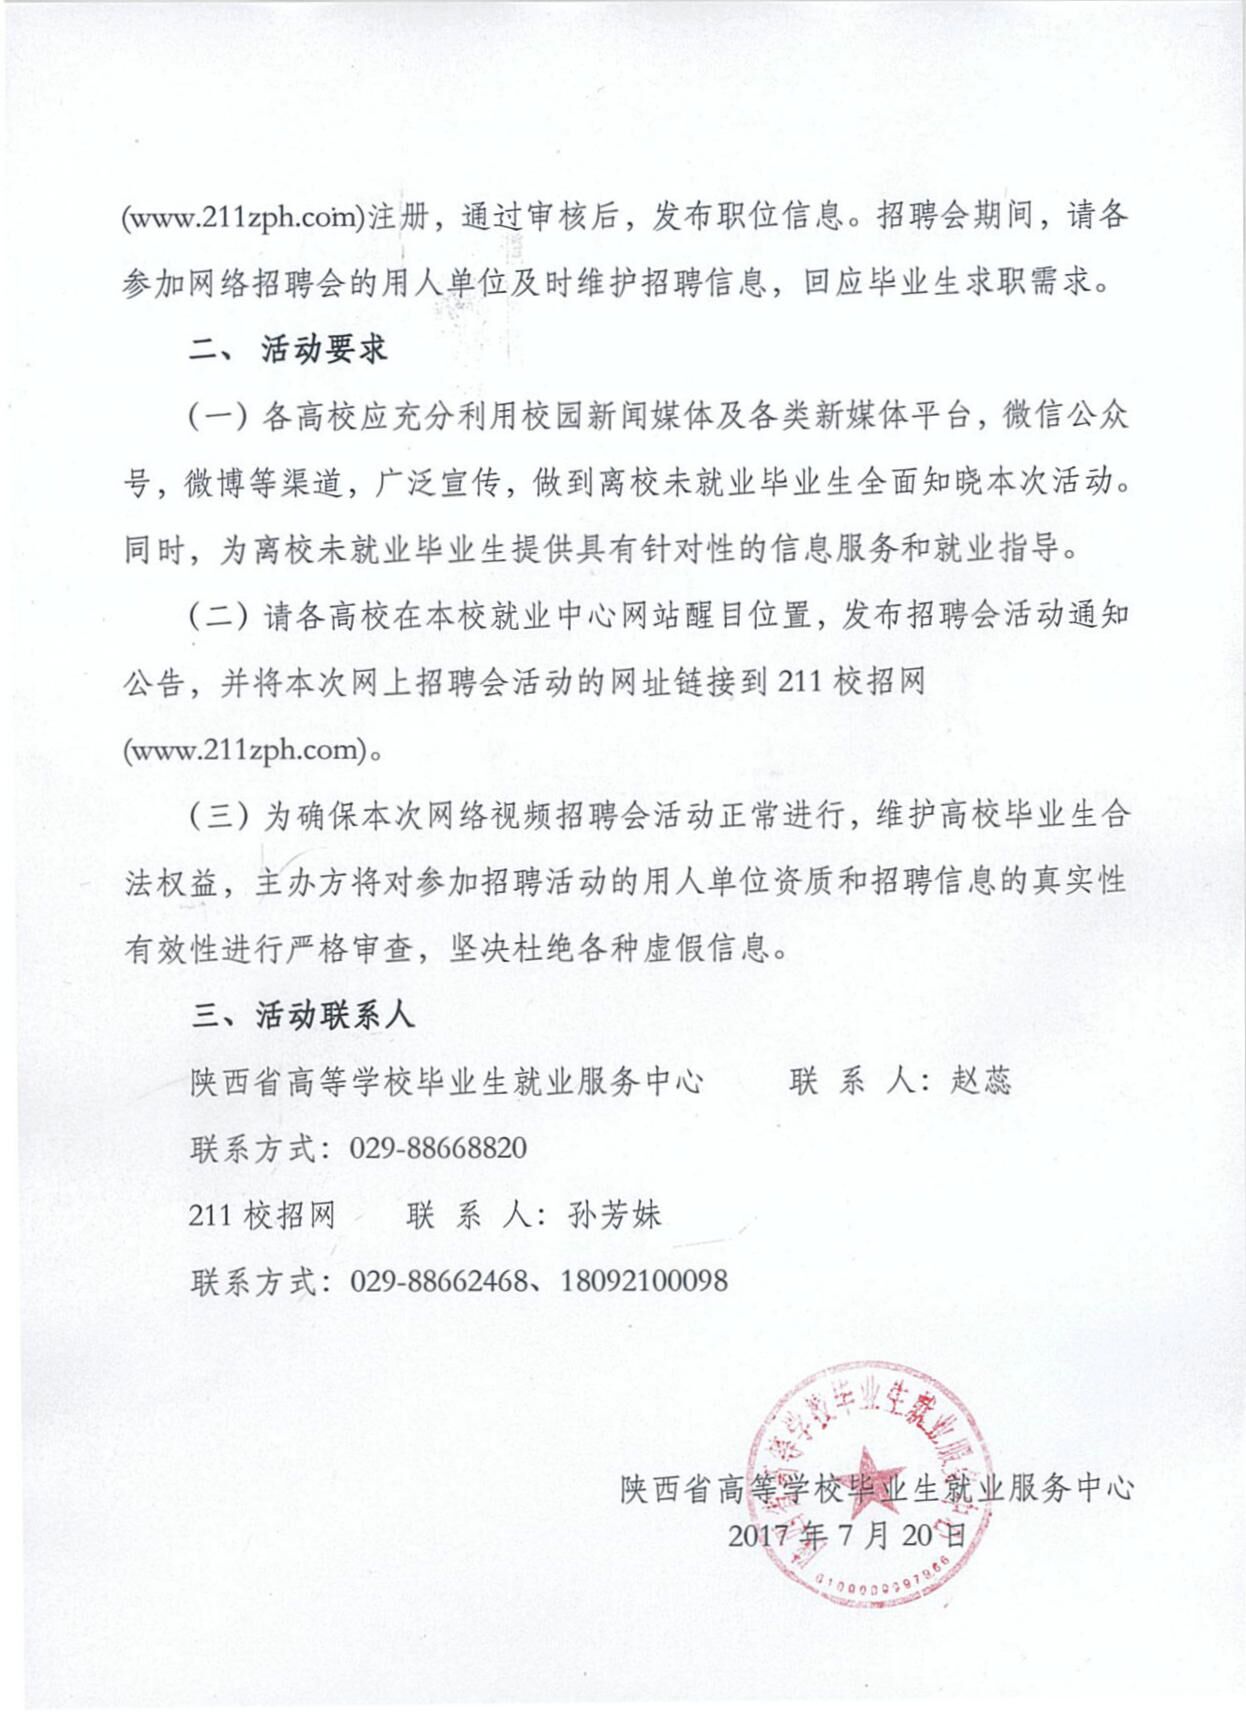 (www.211zph.com)注册，通过审核后，发布职位信息。招聘会期间，请各
参加网络招聘会的用人单位及时维护招聘信息，回应毕业生求职需求。
二、 活动要求
（一）各高校应充分利用校园新闻媒体及各类新媒体平台，微信公众
号，微博等渠道，广泛宣传，做到离校未就业毕业生全面知晓本次活动。
同时，为离校未就业毕业生提供具有针对性的信息服务和就业指导。
（二）请各高校在本校就业中心网站醒目位置，发布招聘会活动通知
公告，并将本次网上招聘会活动的网址链接到 211 校招网
(www.211zph.com)。
（三）为确保本次网络视频招聘会活动正常进行，维护高校毕业生合
法权益，主办方将对参加招聘活动的用人单位资质和招聘信息的真实性
有效性进行严格审查，坚决杜绝各种虚假信息。
三、活动联系人
陕西省高等学校毕业生就业服务中心 联 系 人：赵蕊
联系方式：029-88668820
211 校招网 联 系 人：孙芳妹
联系方式：029-88662468、18092100098
陕西省高等学校毕业生就业服务中心
陕西省高等学校毕业生就业服务中心
2017 年 7 月 20 日